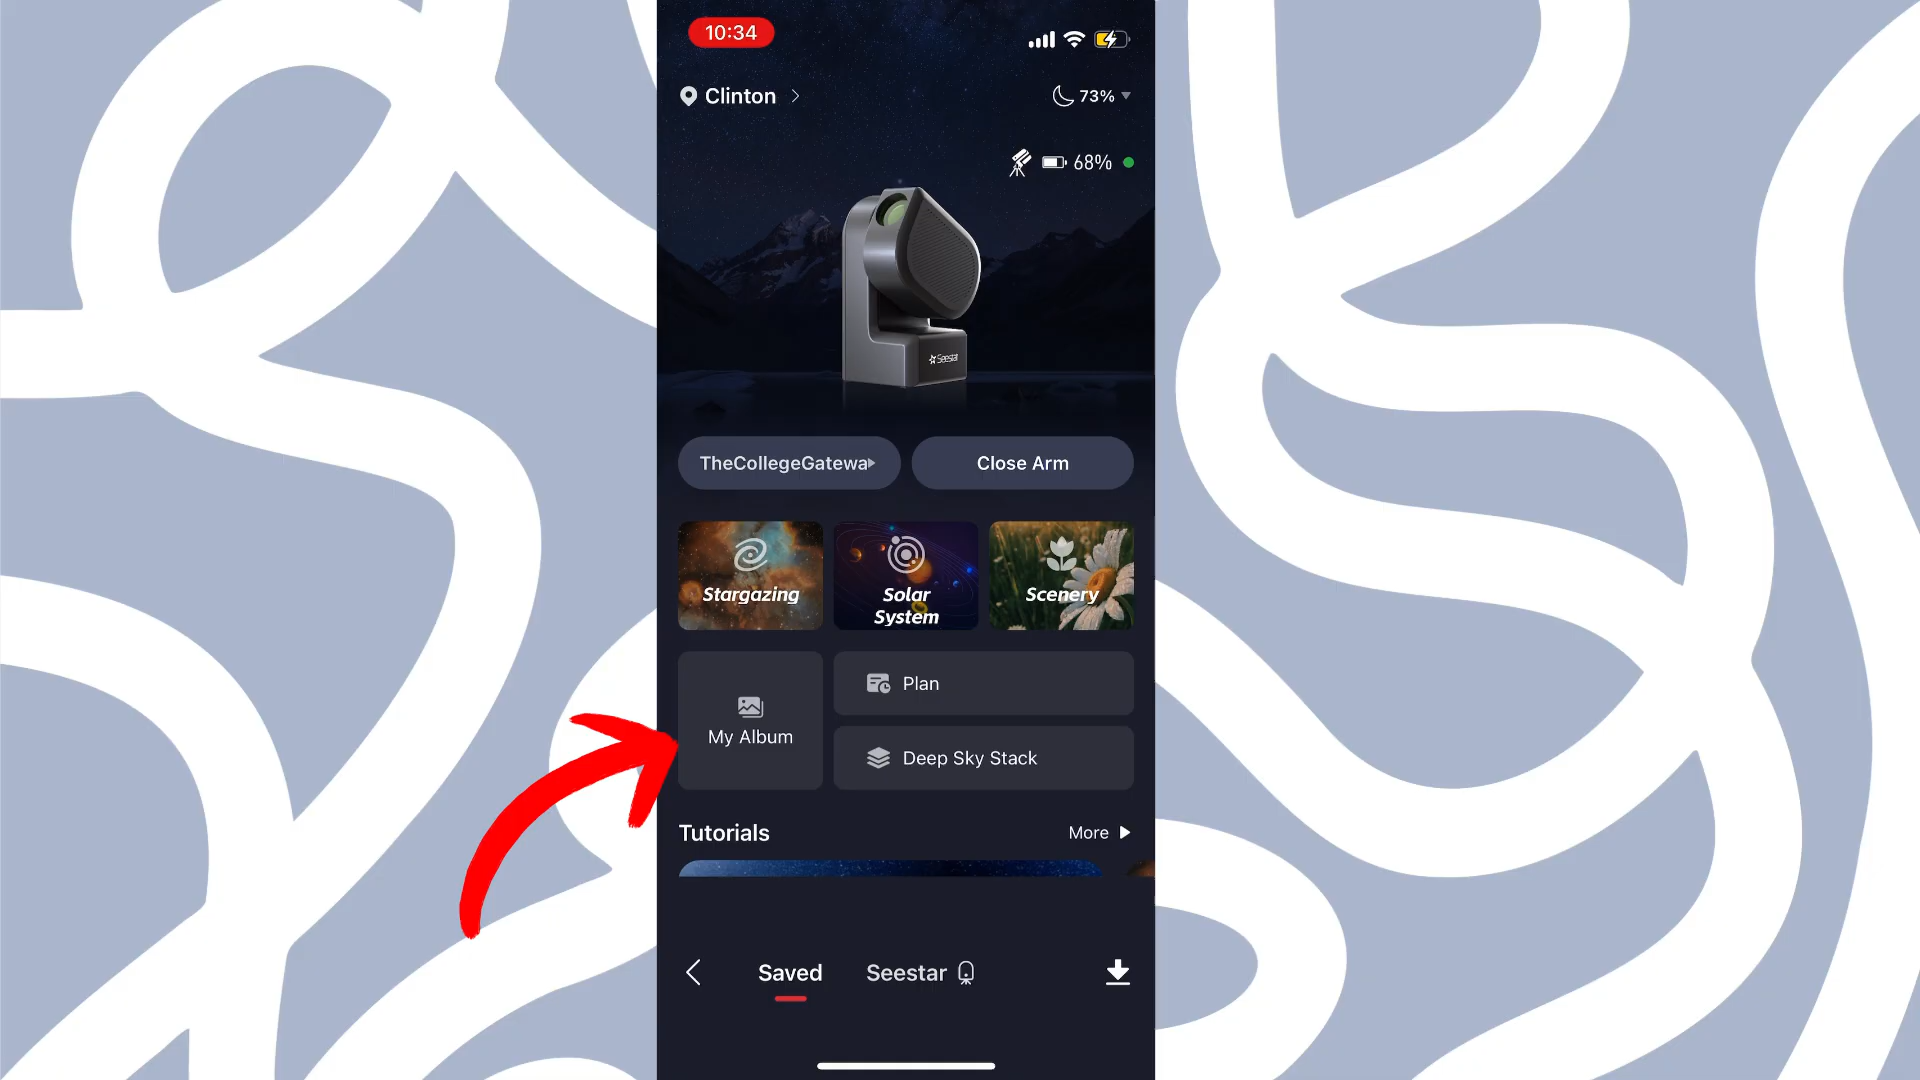 10:34
Clinton
73%
68%
Seestar
TheCollegeGatewa
Close Arm
Stargazing
Solar
System
Scenery
My Album
Plan
Deep Sky Stack
Tutorials
More
Saved
Seestar